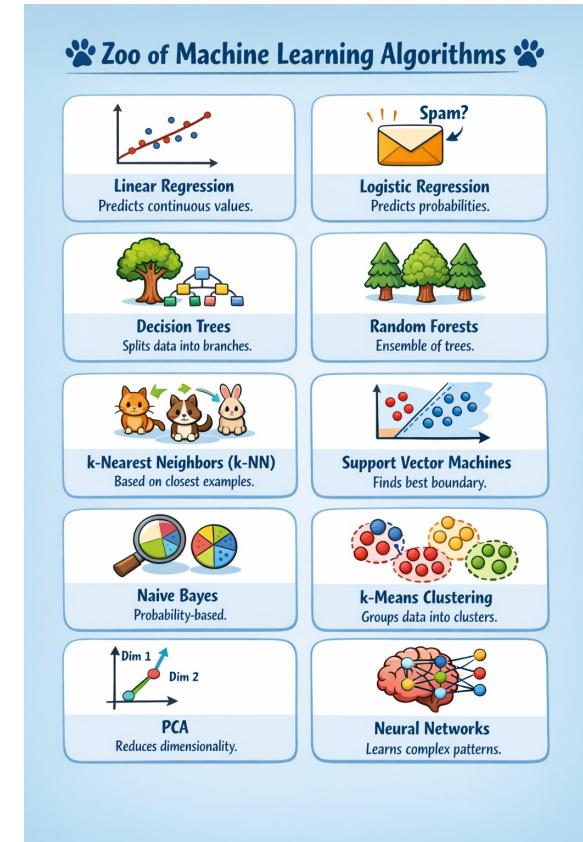 Zoo of Machine Learning Algorithms
Linear Regression
Predicts continuous values.
Spam?
Logistic Regression
Predicts probabilities.
Decision Trees
Splits data into branches.
Random Forests
Ensemble of trees.
k-Nearest Neighbors (k-NN)
Based on closest examples.
Support Vector Machines
Finds best boundary.
Naive Bayes
Probability-based.
k-Means Clustering
Groups data into clusters.
Dim 1
Dim 2
PCA
Reduces dimensionality.
Neural Networks
Learns complex patterns.